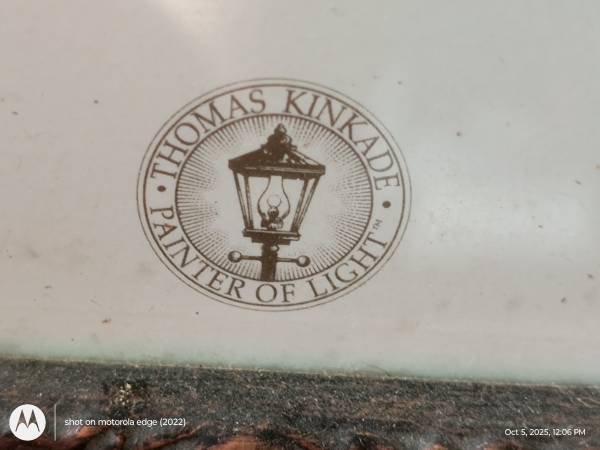 • THOMAS KINKADE •
PAINTER OF LIGHT™
shot on motorola edge (2022)
Oct 5, 2025, 12:06 PM